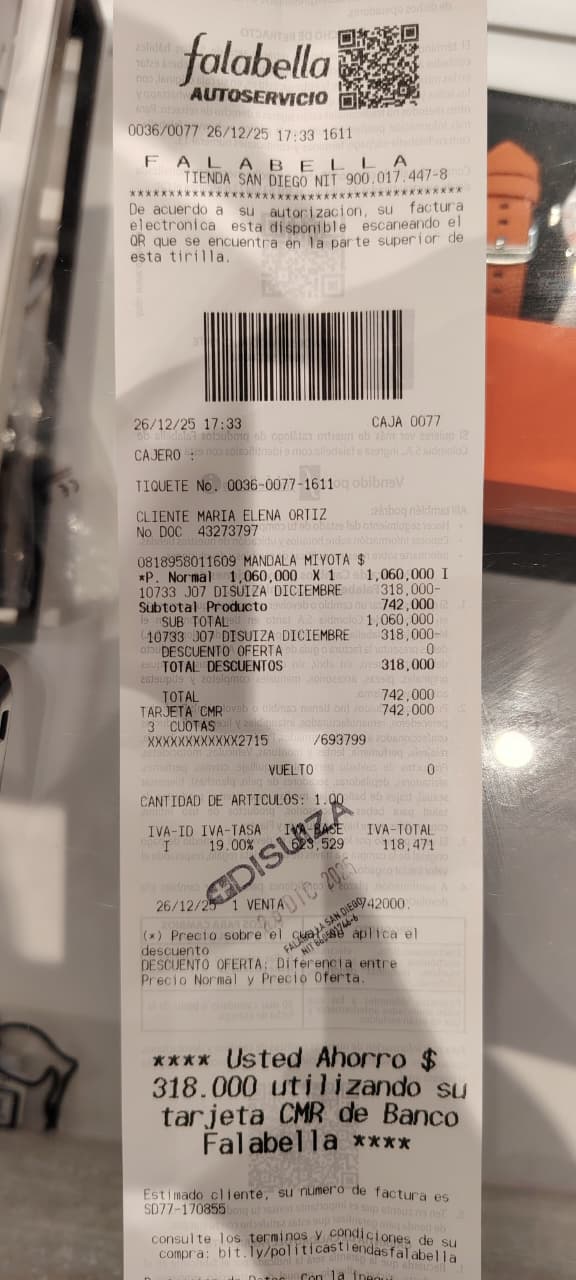 falabella
AUTOSERVICIO
0036/0077 26/12/25 17:33 1611
F A L A B E L L A
TIENDA SAN DIEGO NIT 900.017.447-8
******************************************
De acuerdo a su autorizacion, su factura
electronica esta disponible escaneando el
QR que se encuentra en la parte superior de
esta tirilla.
26/12/25 17:33 CAJA 0077
CAJERO :
TIQUETE No. 0036-0077-1611
CLIENTE MARIA ELENA ORTIZ
No DOC 43273797
0818958011609 MANDALA MIYOTA $
*P. Normal 1,060,000 X 1 1,060,000 I
10733 J07 DISUIZA DICIEMBRE 318,000-
Subtotal Producto 742,000
SUB TOTAL 1,060,000
10733 J07 DISUIZA DICIEMBRE 318,000-
DESCUENTO OFERTA 0
TOTAL DESCUENTOS 318,000
TOTAL 742,000
TARJETA CMR 742,000
3 CUOTAS
XXXXXXXXXXXX2715 /693799
VUELTO 0
CANTIDAD DE ARTICULOS: 1.00
IVA-ID IVA-TASA IVA-BASE IVA-TOTAL
I 19.00% 623,529 118,471
DISUIZA
DIC 2025
FALABELLA SAN DIEGO
26/12/25 1 VENTA 742000.
(*) Precio sobre el cual se aplica el
descuento
DESCUENTO OFERTA: Diferencia entre
Precio Normal y Precio Oferta.
**** Usted Ahorro $
318.000 utilizando su
tarjeta CMR de Banco
Falabella ****
Estimado cliente, su numero de factura es
SD77-170855
consulte los terminos y condiciones de su
compra: bit.ly/politicastiendasfalabella